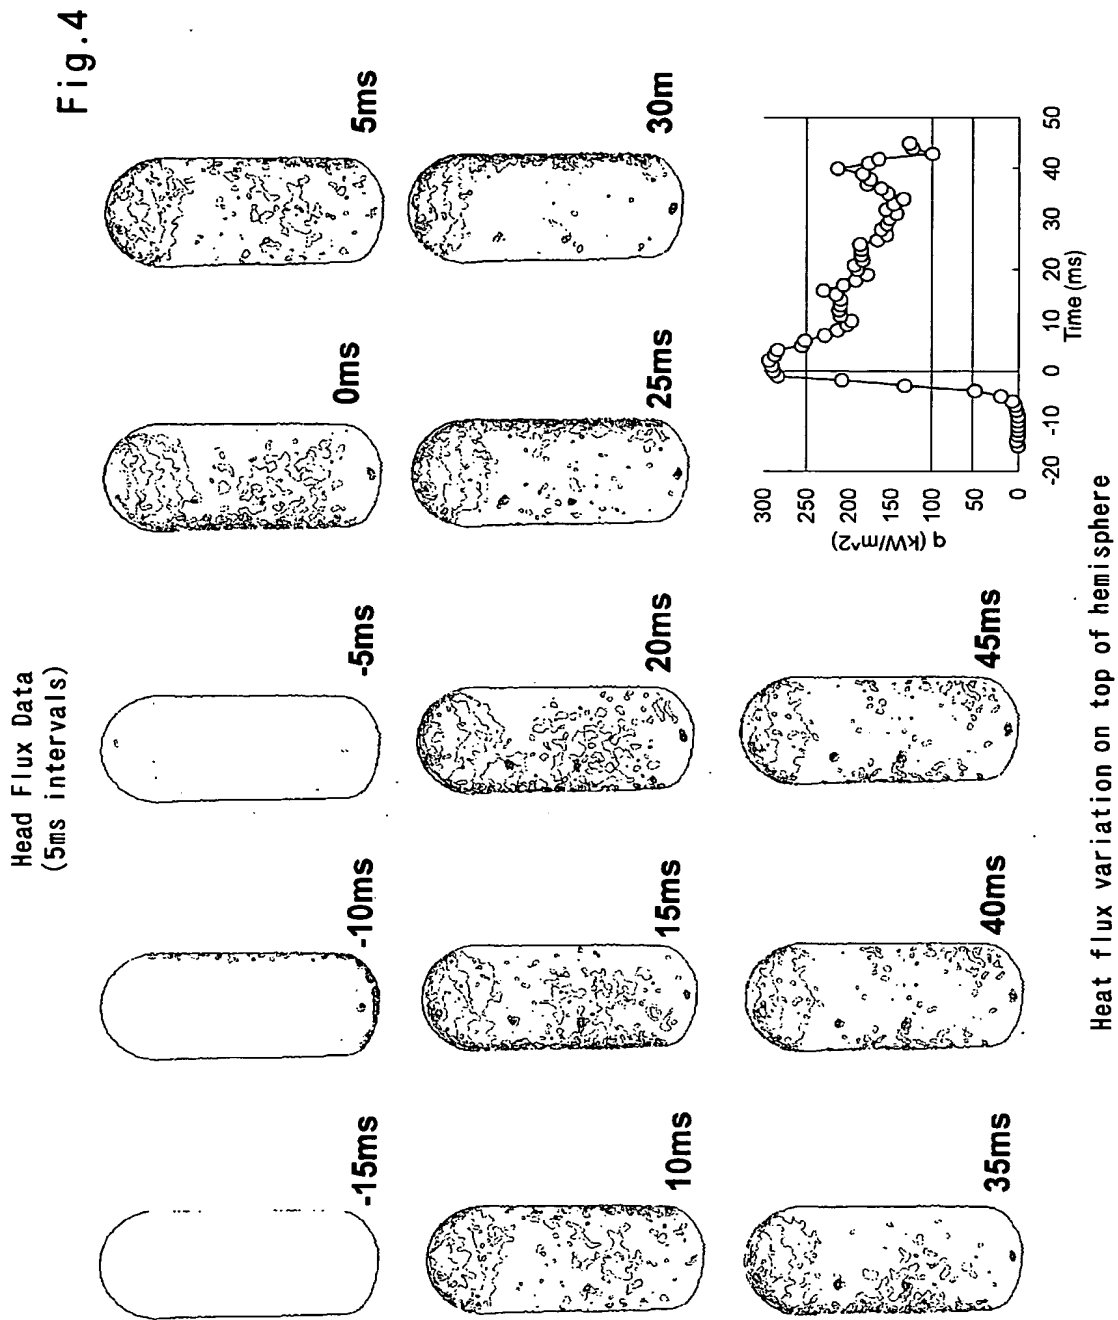 Fig.4
Head Flux Data
(5ms intervals)
-15ms
-10ms
-5ms
0ms
5ms
10ms
15ms
20ms
25ms
30m
35ms
40ms
45ms
q (kW/m^2)
300
250
200
150
100
50
0
-20
-10
0
10
20
30
40
50
Time (ms)
Heat flux variation on top of hemisphere